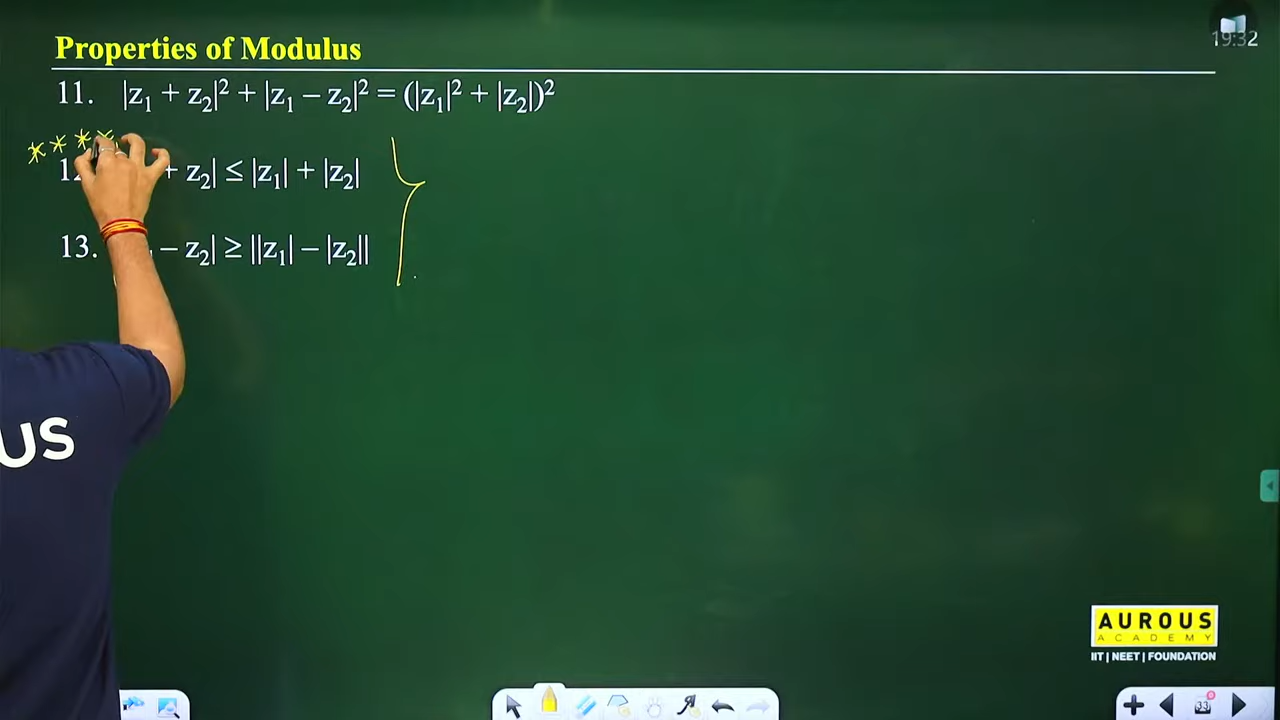 19:32
Properties of Modulus
11. |z₁ + z₂|² + |z₁ – z₂|² = (|z₁|² + |z₂|)²
****
+ z₂| ≤ |z₁| + |z₂|
13. – z₂| ≥ ||z₁| – |z₂||
US
AUROUS
ACADEMY
IIT | NEET | FOUNDATION
33